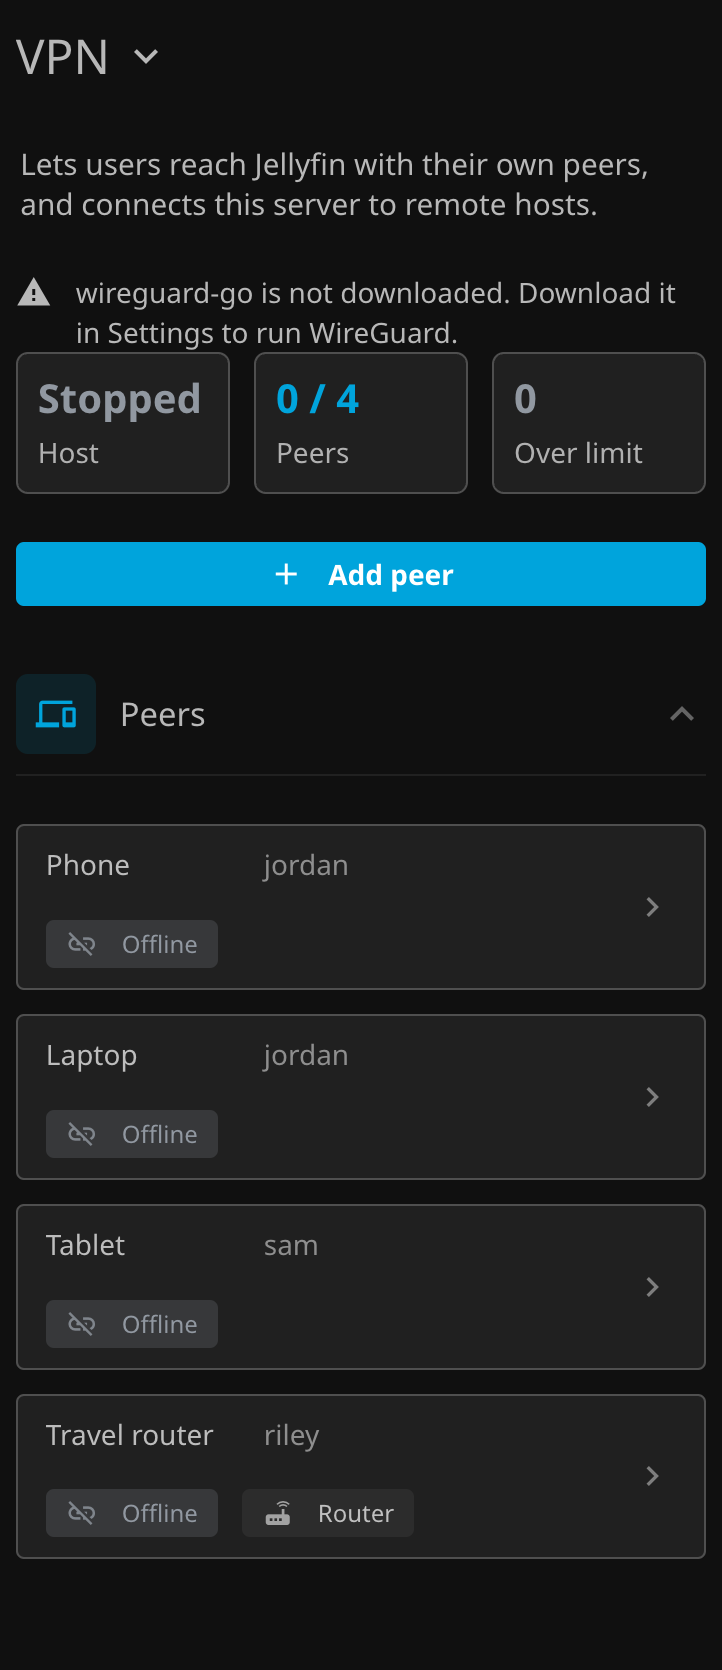 VPN
Lets users reach Jellyfin with their own peers,
and connects this server to remote hosts.
wireguard-go is not downloaded. Download it
in Settings to run WireGuard.
Stopped
Host
0 / 4
Peers
0
Over limit
Add peer
Peers
Phone jordan
Offline
Laptop jordan
Offline
Tablet sam
Offline
Travel router riley
Offline Router